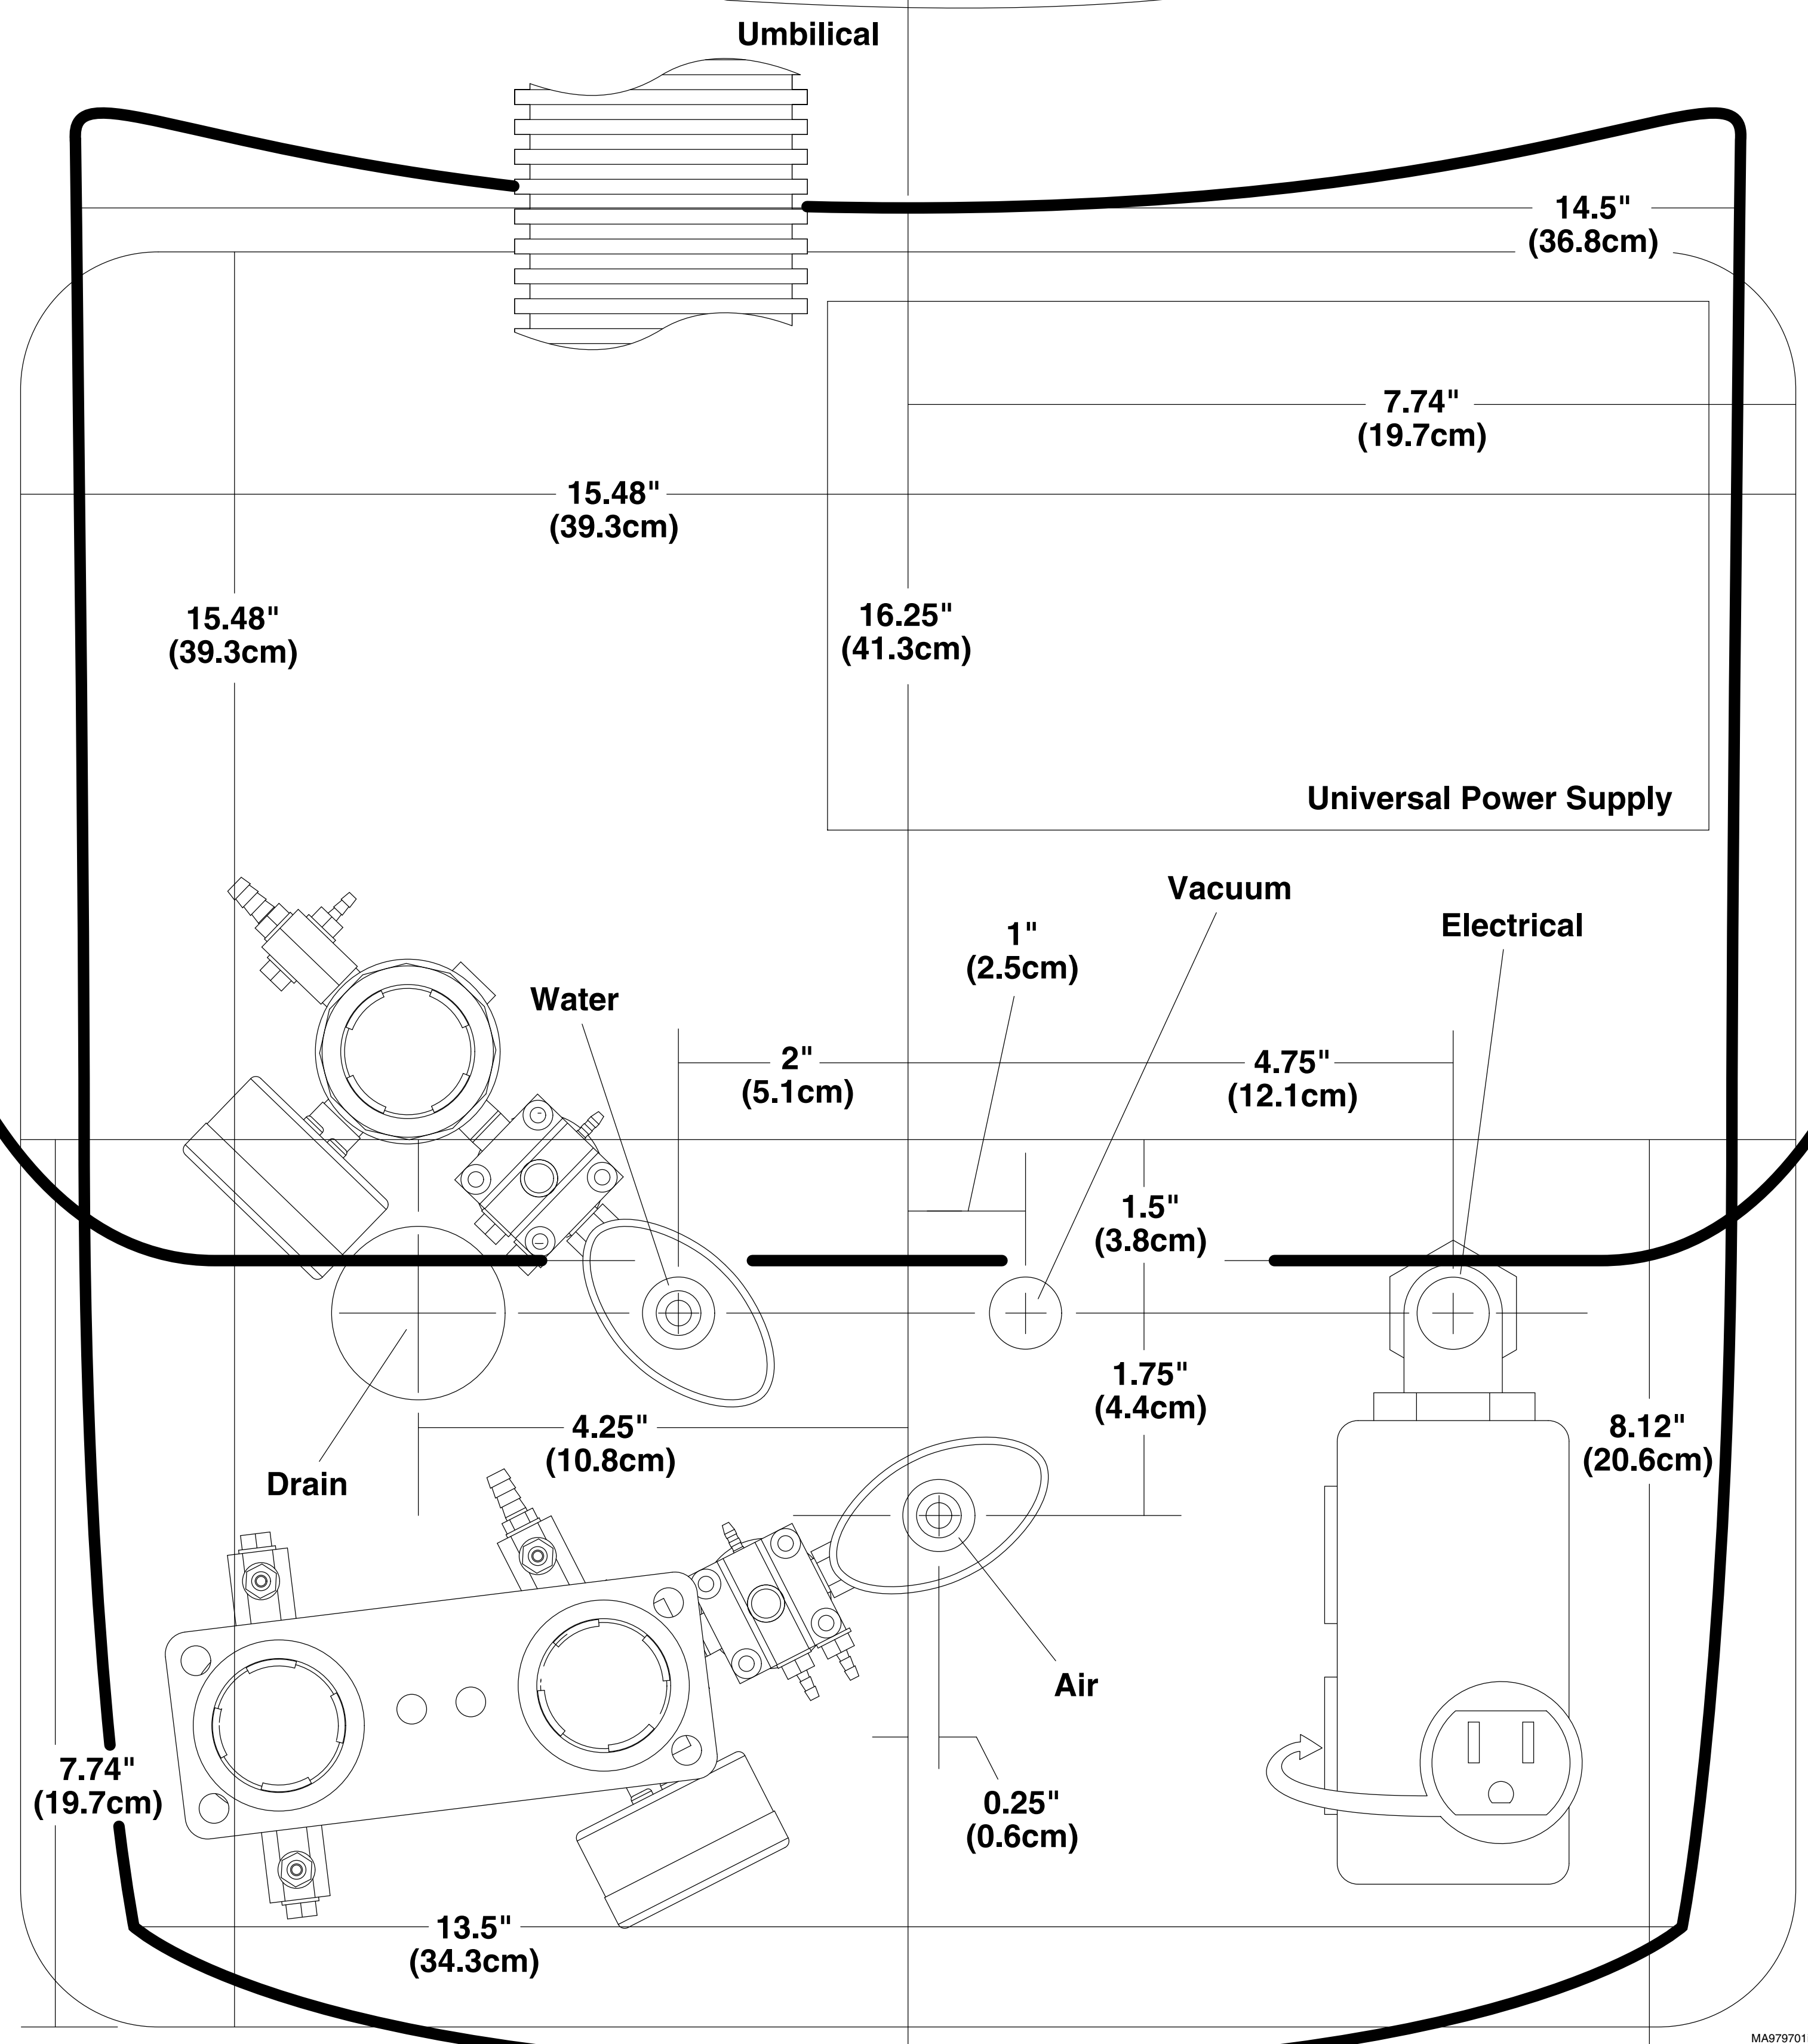 Umbilical
14.5"
(36.8cm)
7.74"
(19.7cm)
15.48"
(39.3cm)
15.48"
(39.3cm)
16.25"
(41.3cm)
Universal Power Supply
Vacuum
Electrical
1"
(2.5cm)
Water
2"
(5.1cm)
4.75"
(12.1cm)
1.5"
(3.8cm)
1.75"
(4.4cm)
4.25"
(10.8cm)
8.12"
(20.6cm)
Drain
Air
7.74"
(19.7cm)
0.25"
(0.6cm)
13.5"
(34.3cm)